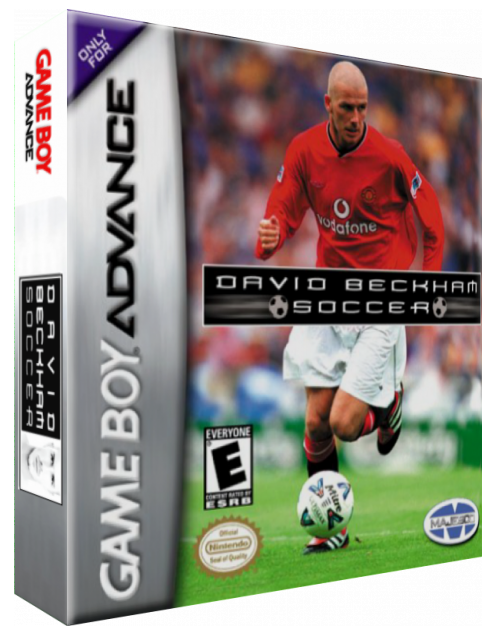 GAME BOY
ADVANCE
DAVID
BECKHAM
SOCCER
ONLY
FOR
GAME BOY ADVANCE
vodafone
DAVID BECKHAM
SOCCER
EVERYONE
E
CONTENT RATED BY
ESRB
Official
Nintendo
Seal of Quality
Mitre
MAJESCO